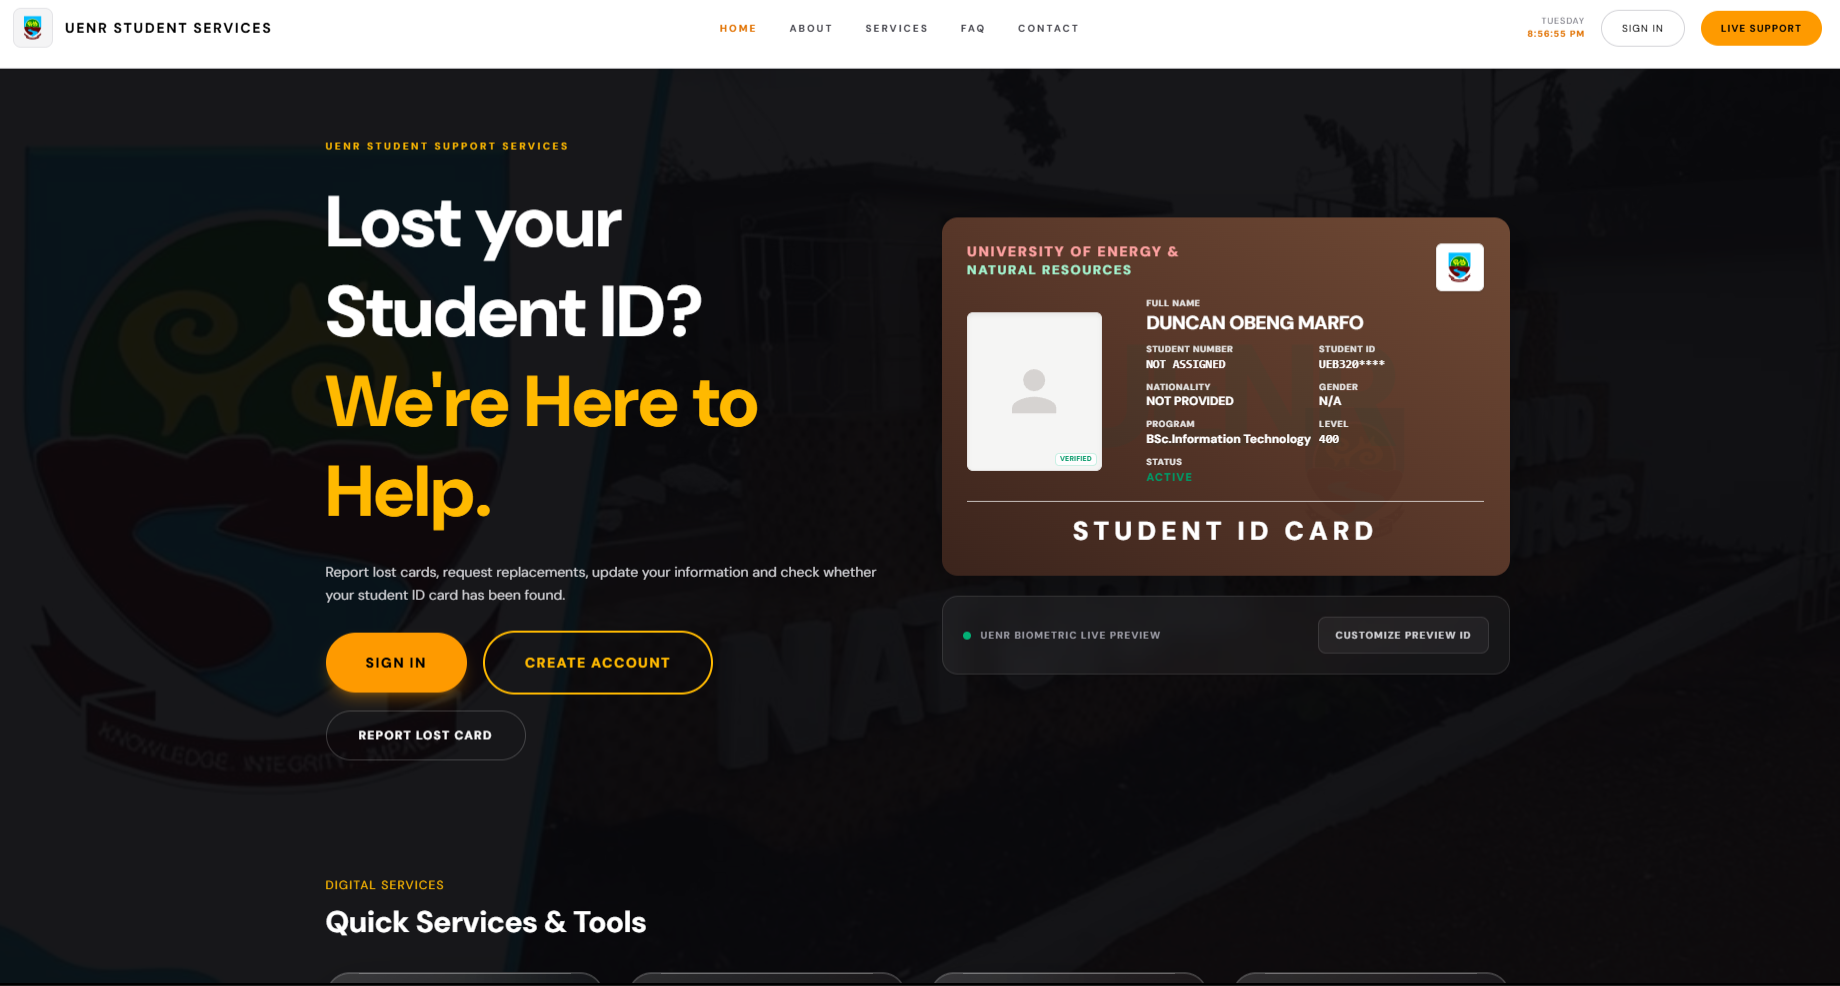 UENR STUDENT SERVICES
HOME
ABOUT
SERVICES
FAQ
CONTACT
TUESDAY
8:56:55 PM
SIGN IN
LIVE SUPPORT
UENR STUDENT SUPPORT SERVICES
Lost your
Student ID?
We're Here to
Help.
Report lost cards, request replacements, update your information and check whether
your student ID card has been found.
SIGN IN
CREATE ACCOUNT
REPORT LOST CARD
KNOWLEDGE. INTEGRITY. IMPACT
UNIVERSITY OF ENERGY &
NATURAL RESOURCES
FULL NAME
DUNCAN OBENG MARFO
STUDENT NUMBER
NOT ASSIGNED
STUDENT ID
UEB320****
NATIONALITY
NOT PROVIDED
GENDER
N/A
PROGRAM
BSc.Information Technology
LEVEL
400
STATUS
ACTIVE
VERIFIED
STUDENT ID CARD
UENR BIOMETRIC LIVE PREVIEW
CUSTOMIZE PREVIEW ID
DIGITAL SERVICES
Quick Services & Tools